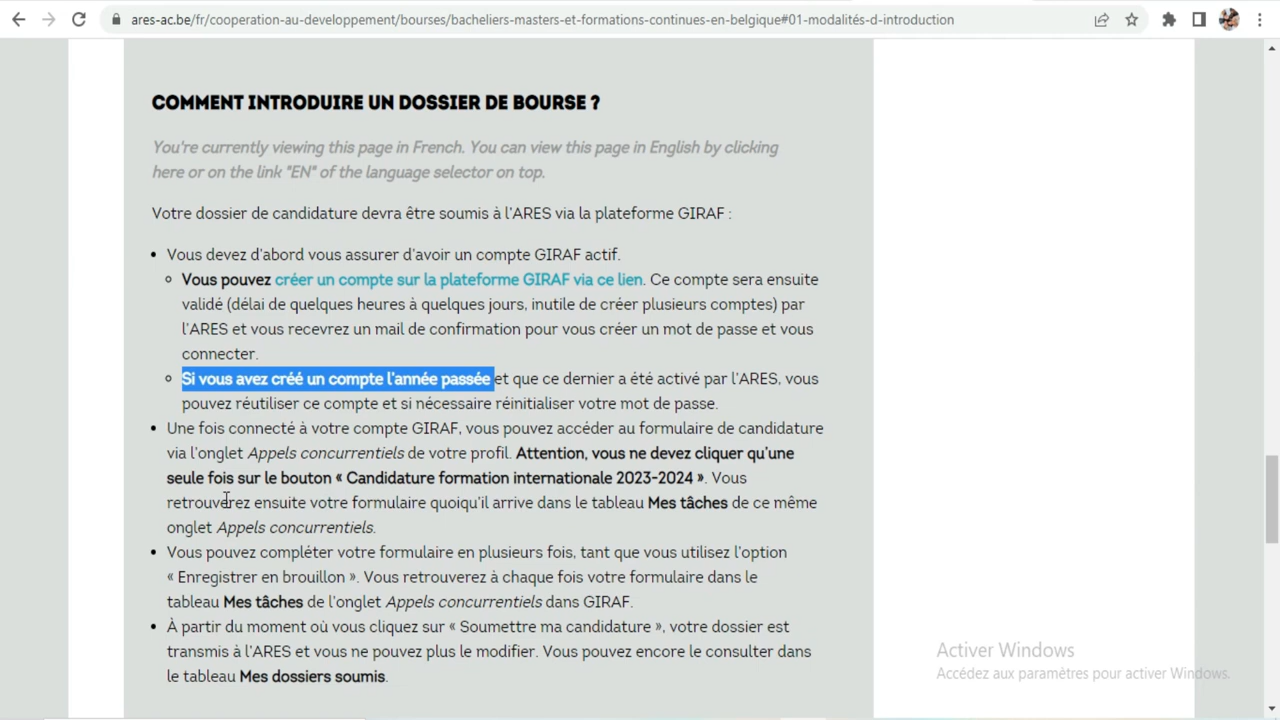 ares-ac.be/fr/cooperation-au-developpement/bourses/bacheliers-masters-et-formations-continues-en-belgique#01-modalités-d-introduction
COMMENT INTRODUIRE UN DOSSIER DE BOURSE ?
You're currently viewing this page in French. You can view this page in English by clicking
here or on the link "EN" of the language selector on top.
Votre dossier de candidature devra être soumis à l'ARES via la plateforme GIRAF :
• Vous devez d'abord vous assurer d'avoir un compte GIRAF actif.
◦ Vous pouvez créer un compte sur la plateforme GIRAF via ce lien. Ce compte sera ensuite
validé (délai de quelques heures à quelques jours, inutile de créer plusieurs comptes) par
l'ARES et vous recevrez un mail de confirmation pour vous créer un mot de passe et vous
connecter.
◦ Si vous avez créé un compte l'année passée et que ce dernier a été activé par l'ARES, vous
pouvez réutiliser ce compte et si nécessaire réinitialiser votre mot de passe.
• Une fois connecté à votre compte GIRAF, vous pouvez accéder au formulaire de candidature
via l'onglet Appels concurrentiels de votre profil. Attention, vous ne devez cliquer qu'une
seule fois sur le bouton « Candidature formation internationale 2023-2024 ». Vous
retrouverez ensuite votre formulaire quoiqu'il arrive dans le tableau Mes tâches de ce même
onglet Appels concurrentiels.
• Vous pouvez compléter votre formulaire en plusieurs fois, tant que vous utilisez l'option
« Enregistrer en brouillon ». Vous retrouverez à chaque fois votre formulaire dans le
tableau Mes tâches de l'onglet Appels concurrentiels dans GIRAF.
• À partir du moment où vous cliquez sur « Soumettre ma candidature », votre dossier est
transmis à l'ARES et vous ne pouvez plus le modifier. Vous pouvez encore le consulter dans
le tableau Mes dossiers soumis.
Activer Windows
Accédez aux paramètres pour activer Windows.